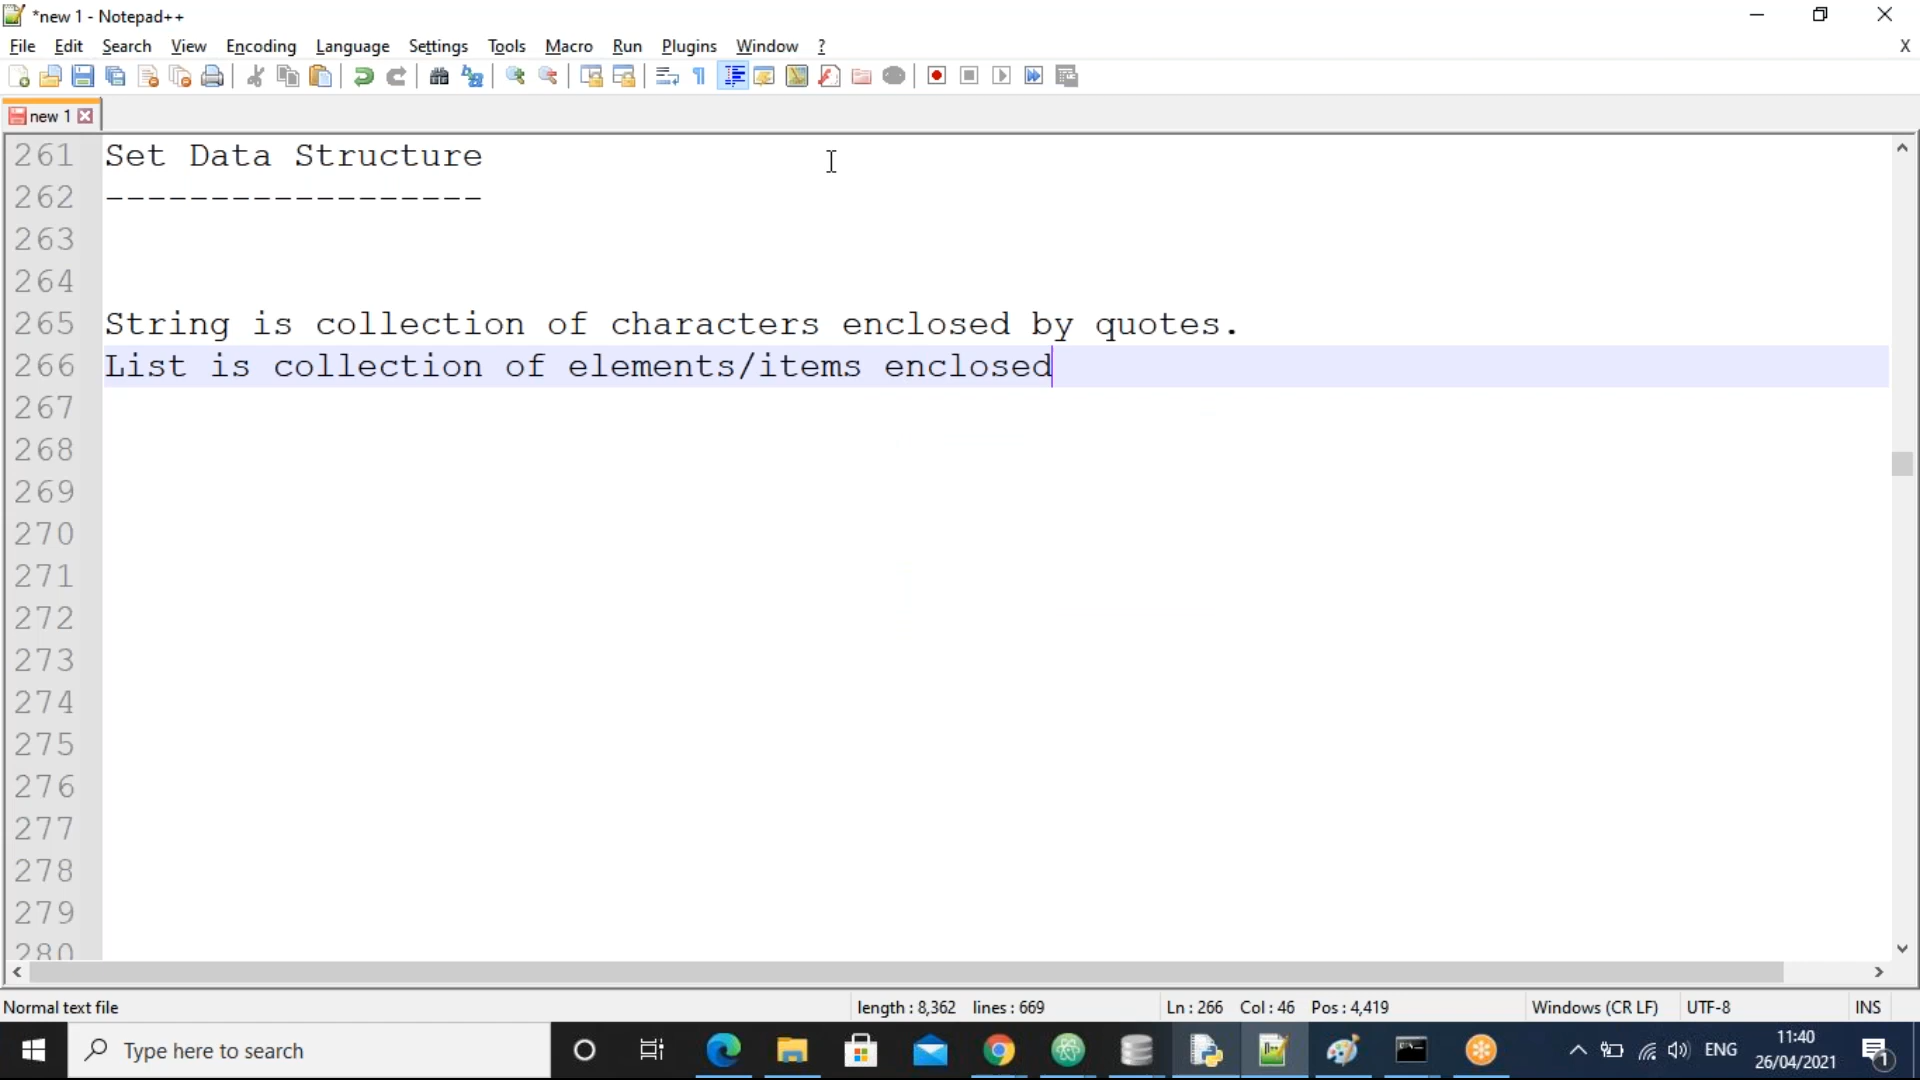 *new 1 - Notepad++
File Edit Search View Encoding Language Settings Tools Macro Run Plugins Window ? X
new 1
261 Set Data Structure
262 ------------------
263
264
265 String is collection of characters enclosed by quotes.
266 List is collection of elements/items enclosed
267
268
269
270
271
272
273
274
275
276
277
278
279
280
Normal text file length : 8,362 lines : 669 Ln : 266 Col : 46 Pos : 4,419 Windows (CR LF) UTF-8 INS
Type here to search ENG 11:40
26/04/2021 1